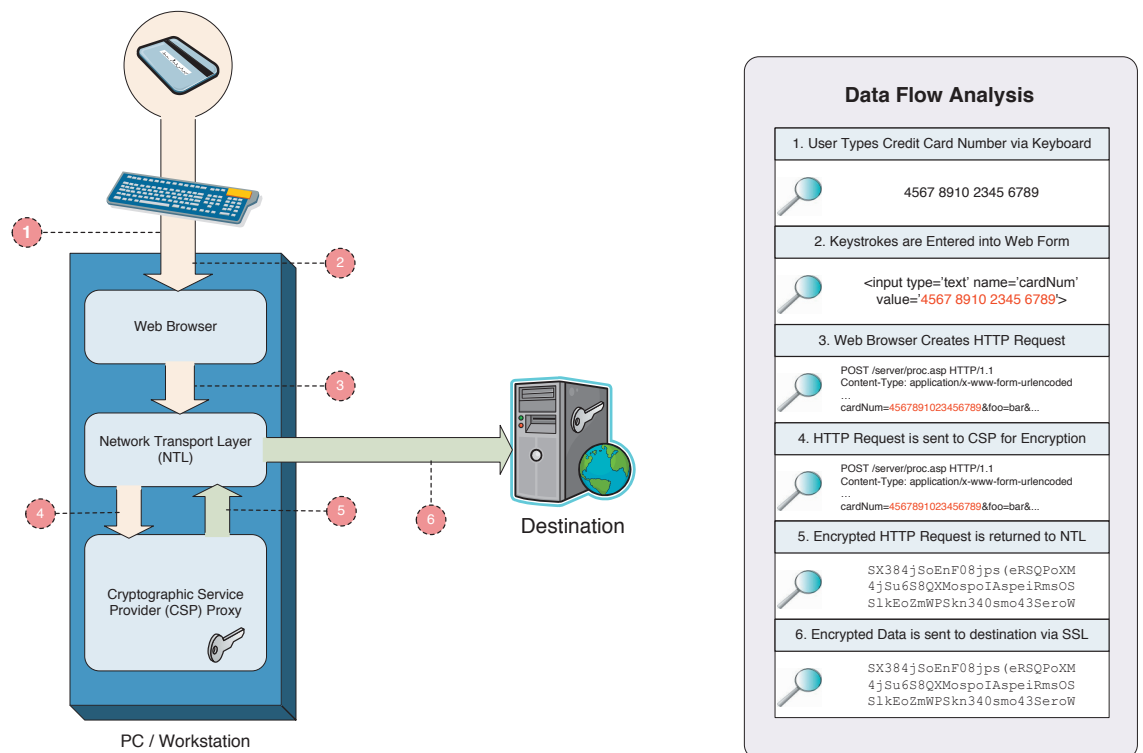 1
2
Web Browser
3
Network Transport Layer
(NTL)
4
5
6
Cryptographic Service
Provider (CSP) Proxy
PC / Workstation
Destination
Data Flow Analysis
1. User Types Credit Card Number via Keyboard
4567 8910 2345 6789
2. Keystrokes are Entered into Web Form
<input type='text' name='cardNum'
value='4567 8910 2345 6789'>
3. Web Browser Creates HTTP Request
POST /server/proc.asp HTTP/1.1
Content-Type: application/x-www-form-urlencoded
…
cardNum=4567891023456789&foo=bar&...
4. HTTP Request is sent to CSP for Encryption
POST /server/proc.asp HTTP/1.1
Content-Type: application/x-www-form-urlencoded
…
cardNum=4567891023456789&foo=bar&...
5. Encrypted HTTP Request is returned to NTL
SX384jSoEnF08jps(eRSQPoXM
4jSu6S8QXMospoIAspeiRmsOS
SlkEoZmWPSkn340smo43SeroW
6. Encrypted Data is sent to destination via SSL
SX384jSoEnF08jps(eRSQPoXM
4jSu6S8QXMospoIAspeiRmsOS
SlkEoZmWPSkn340smo43SeroW